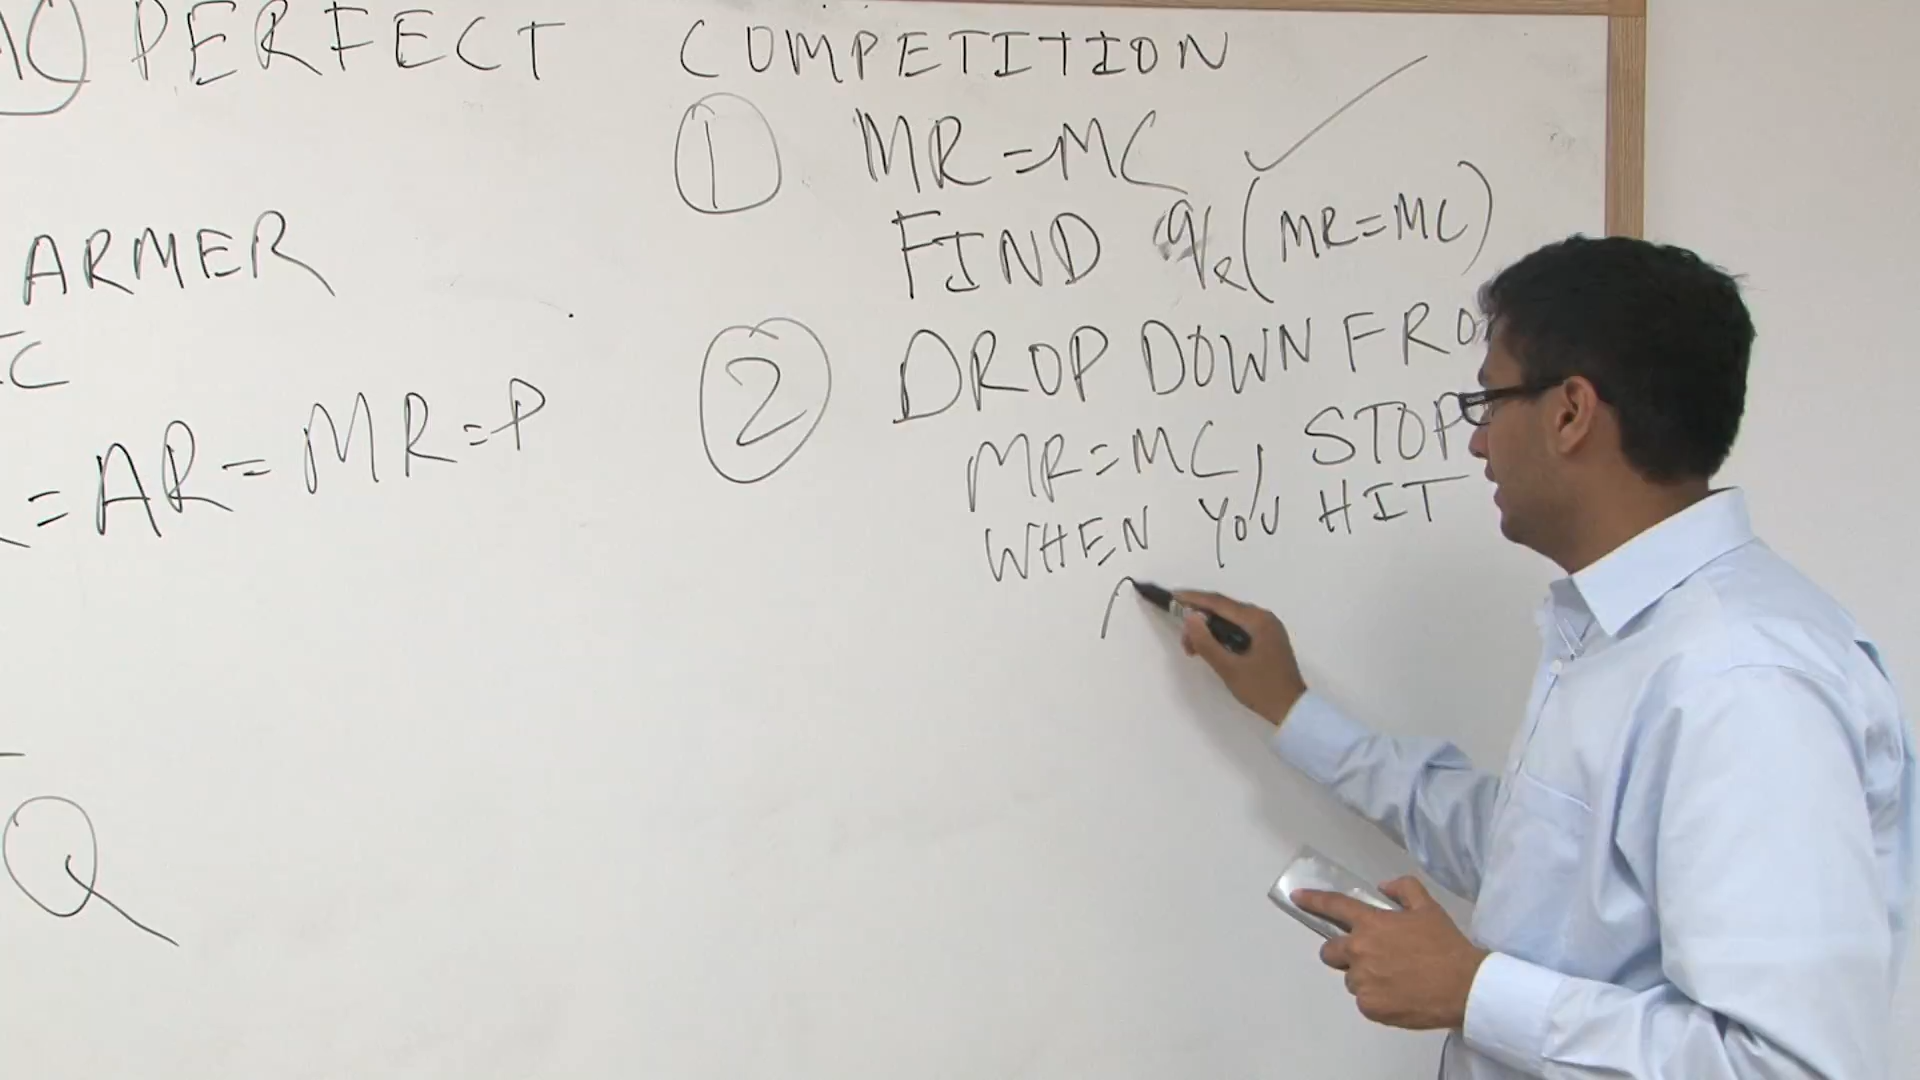 PERFECT COMPETITION
① MR=MC
FIND q (MR=MC)
② DROP DOWN FRO
MR=MC, STOP
WHEN YOU HIT
ARMER
C
=AR=MR=P
Q